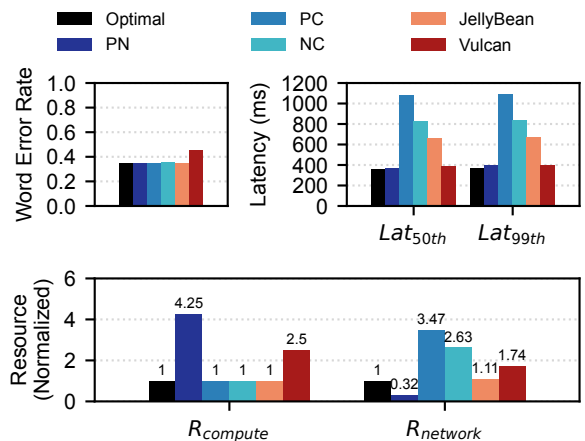 Optimal PC JellyBean
PN NC Vulcan
Word Error Rate
1.0
0.8
0.6
0.4
0.2
0.0
Latency (ms)
1200
1000
800
600
400
200
0
Lat50th Lat99th
Resource
(Normalized)
6
4
2
0
1 4.25 1 1 1 2.5
1 0.32 3.47 2.63 1.11 1.74
Rcompute Rnetwork